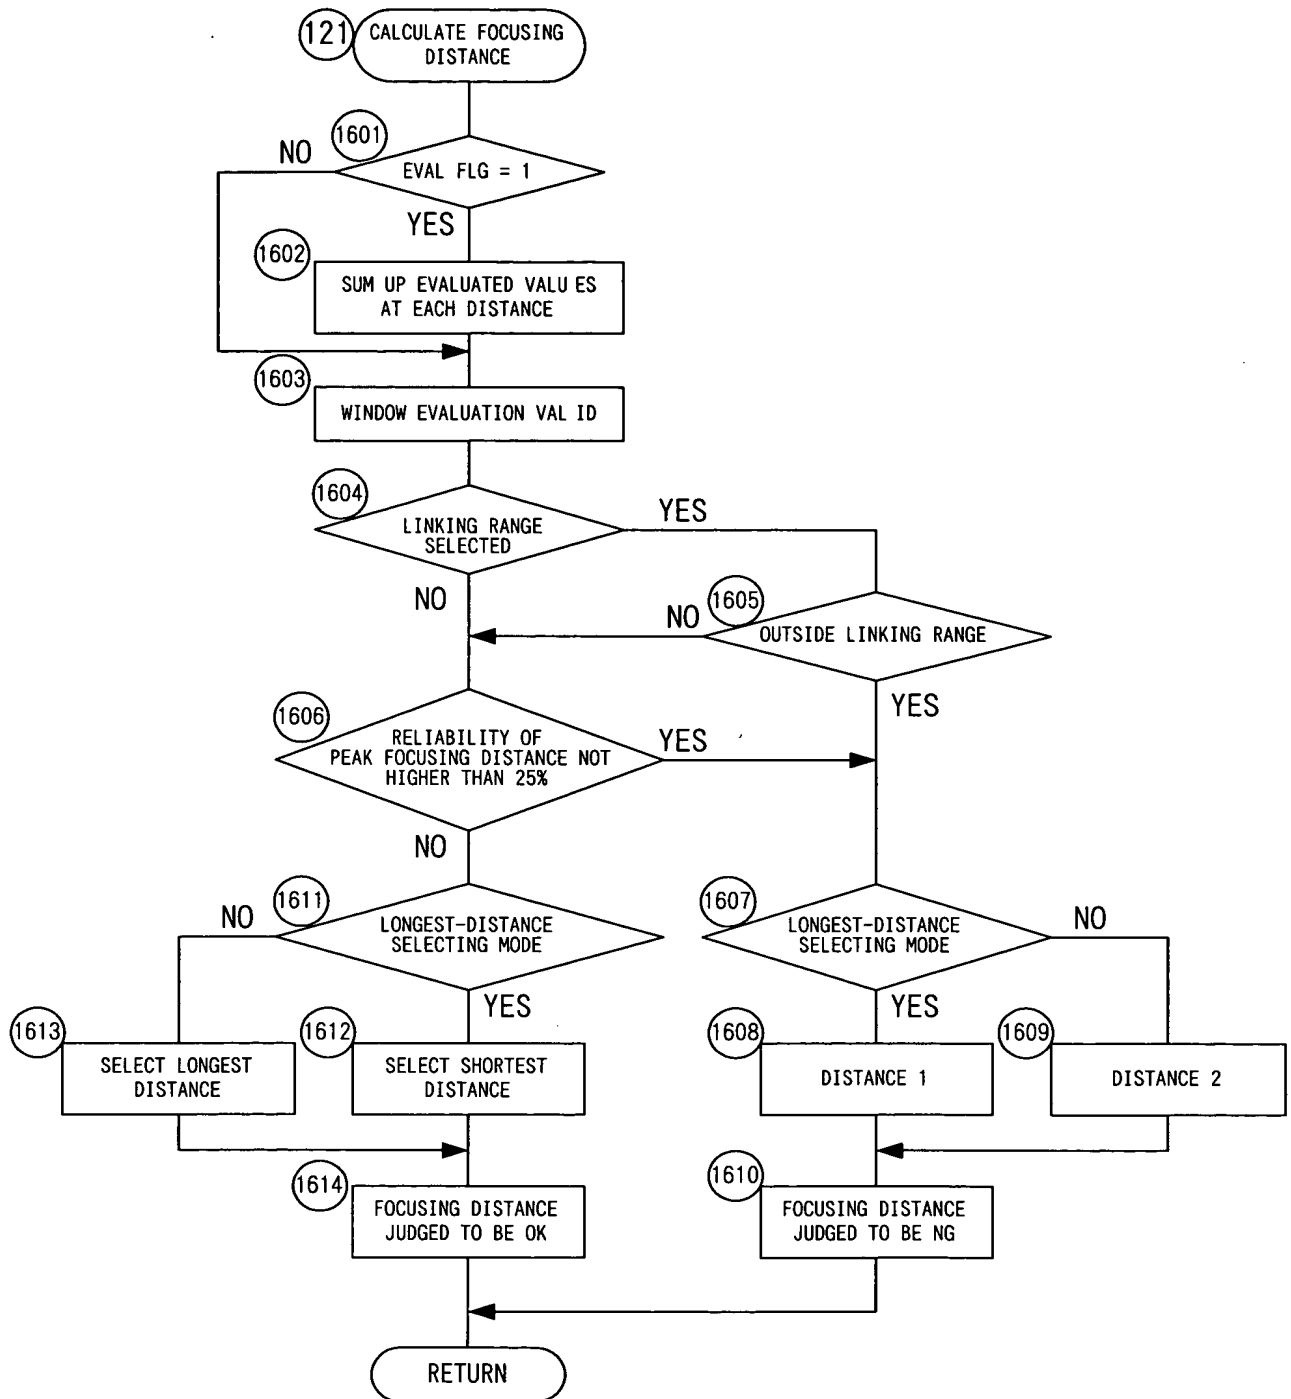 121
CALCULATE FOCUSING
DISTANCE
1601
NO
EVAL FLG = 1
YES
1602
SUM UP EVALUATED VALU ES
AT EACH DISTANCE
1603
WINDOW EVALUATION VAL ID
1604
YES
LINKING RANGE
SELECTED
NO
1605
NO
OUTSIDE LINKING RANGE
YES
1606
RELIABILITY OF
PEAK FOCUSING DISTANCE NOT
HIGHER THAN 25%
YES
NO
1611
NO
LONGEST-DISTANCE
SELECTING MODE
YES
1607
LONGEST-DISTANCE
SELECTING MODE
NO
YES
1613
SELECT LONGEST
DISTANCE
1612
SELECT SHORTEST
DISTANCE
1608
DISTANCE 1
1609
DISTANCE 2
1614
FOCUSING DISTANCE
JUDGED TO BE OK
1610
FOCUSING DISTANCE
JUDGED TO BE NG
RETURN